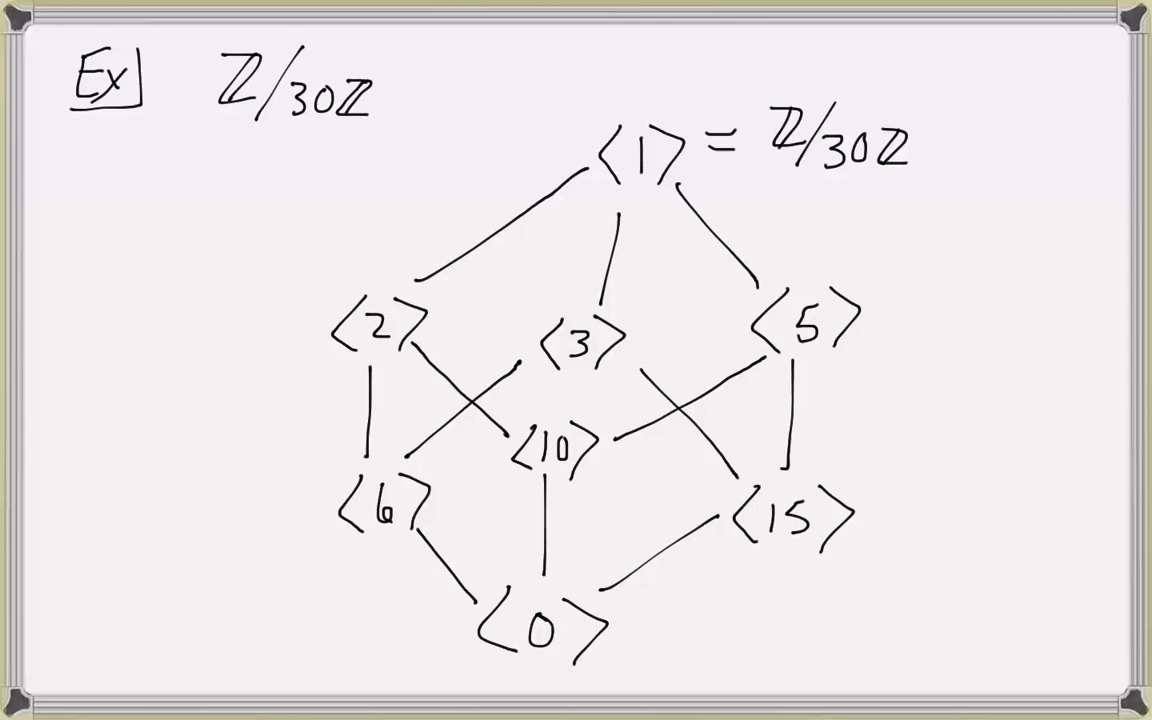 Ex ℤ/30ℤ
⟨1⟩ = ℤ/30ℤ
⟨2⟩ ⟨3⟩ ⟨5⟩
⟨10⟩
⟨6⟩ ⟨15⟩
⟨0⟩